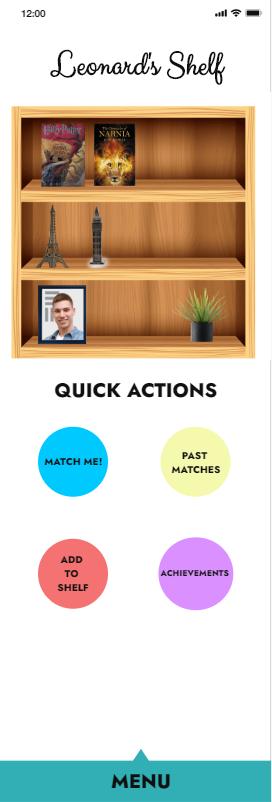 12:00
Leonard's Shelf
Harry Potter
The Chronicles of
NARNIA
QUICK ACTIONS
MATCH ME!
PAST
MATCHES
ADD
TO
SHELF
ACHIEVEMENTS
MENU